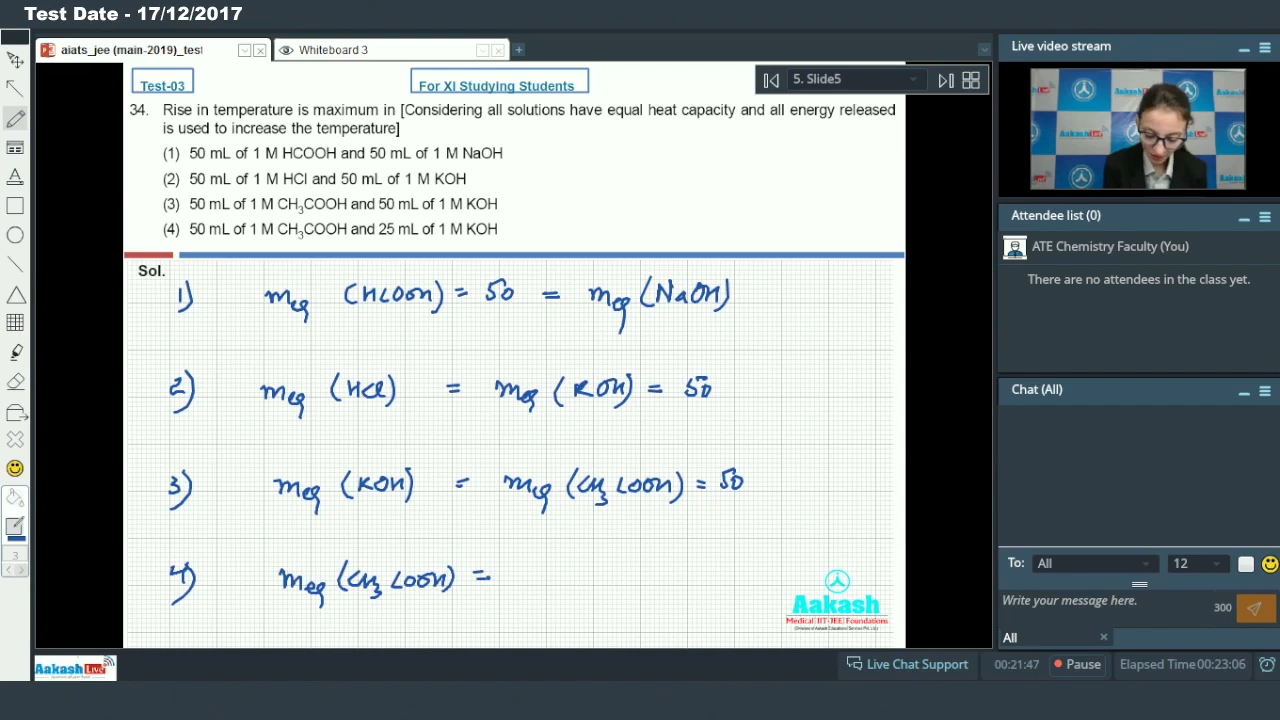 Test Date - 17/12/2017
aiats_jee (main-2019)_test
Whiteboard 3
Live video stream
Test-03
For XI Studying Students
5. Slide5
34. Rise in temperature is maximum in [Considering all solutions have equal heat capacity and all energy released
is used to increase the temperature]
(1) 50 mL of 1 M HCOOH and 50 mL of 1 M NaOH
(2) 50 mL of 1 M HCl and 50 mL of 1 M KOH
(3) 50 mL of 1 M CH₃COOH and 50 mL of 1 M KOH
(4) 50 mL of 1 M CH₃COOH and 25 mL of 1 M KOH
Sol.
1) meq (HCOOH) = 50 = meq (NaOH)
2) meq (HCl) = meq (KOH) = 50
3) meq (KOH) = meq (CH₃COOH) = 50
4) meq (CH₃COOH) =
Aakash
Medical | IIT-JEE | Foundations
AakashLive
Attendee list (0)
ATE Chemistry Faculty (You)
There are no attendees in the class yet.
Chat (All)
To: All 12
Write your message here.
300
All
3
Aakash Live
Live Chat Support
00:21:47
Pause
Elapsed Time 00:23:06